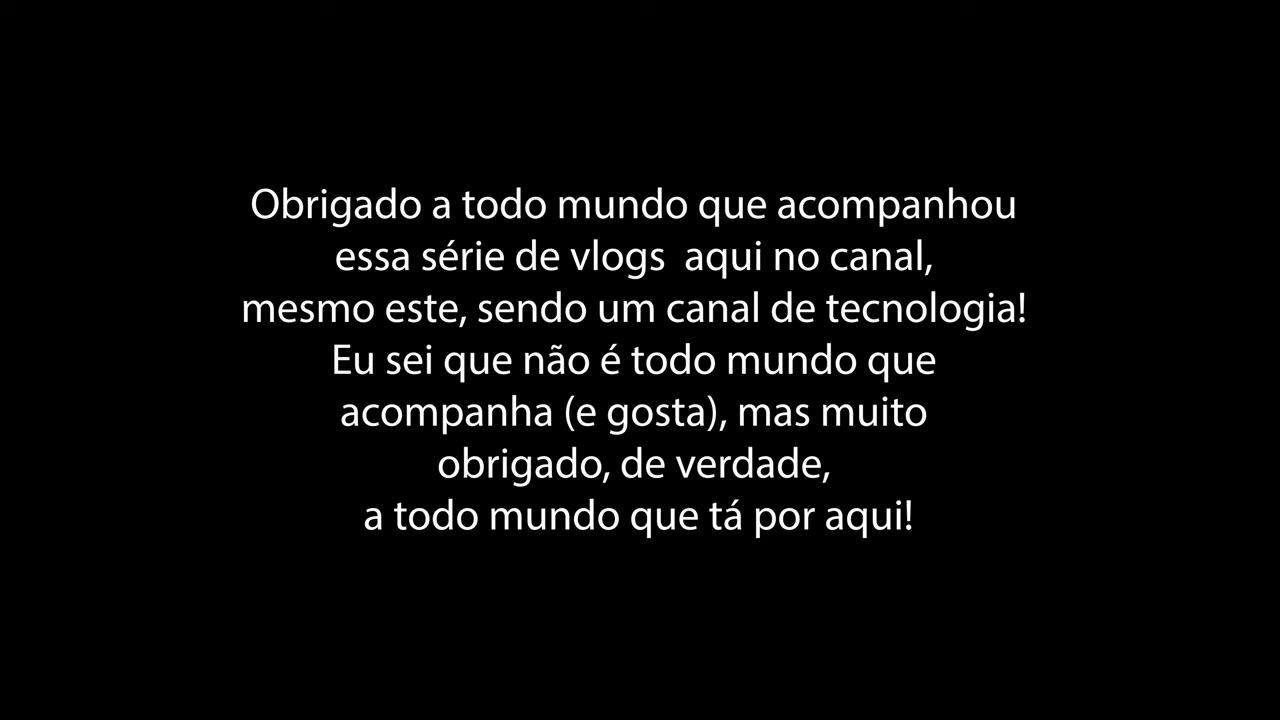 Obrigado a todo mundo que acompanhou
essa série de vlogs  aqui no canal,
mesmo este, sendo um canal de tecnologia!
Eu sei que não é todo mundo que
acompanha (e gosta), mas muito
obrigado, de verdade,
a todo mundo que tá por aqui!